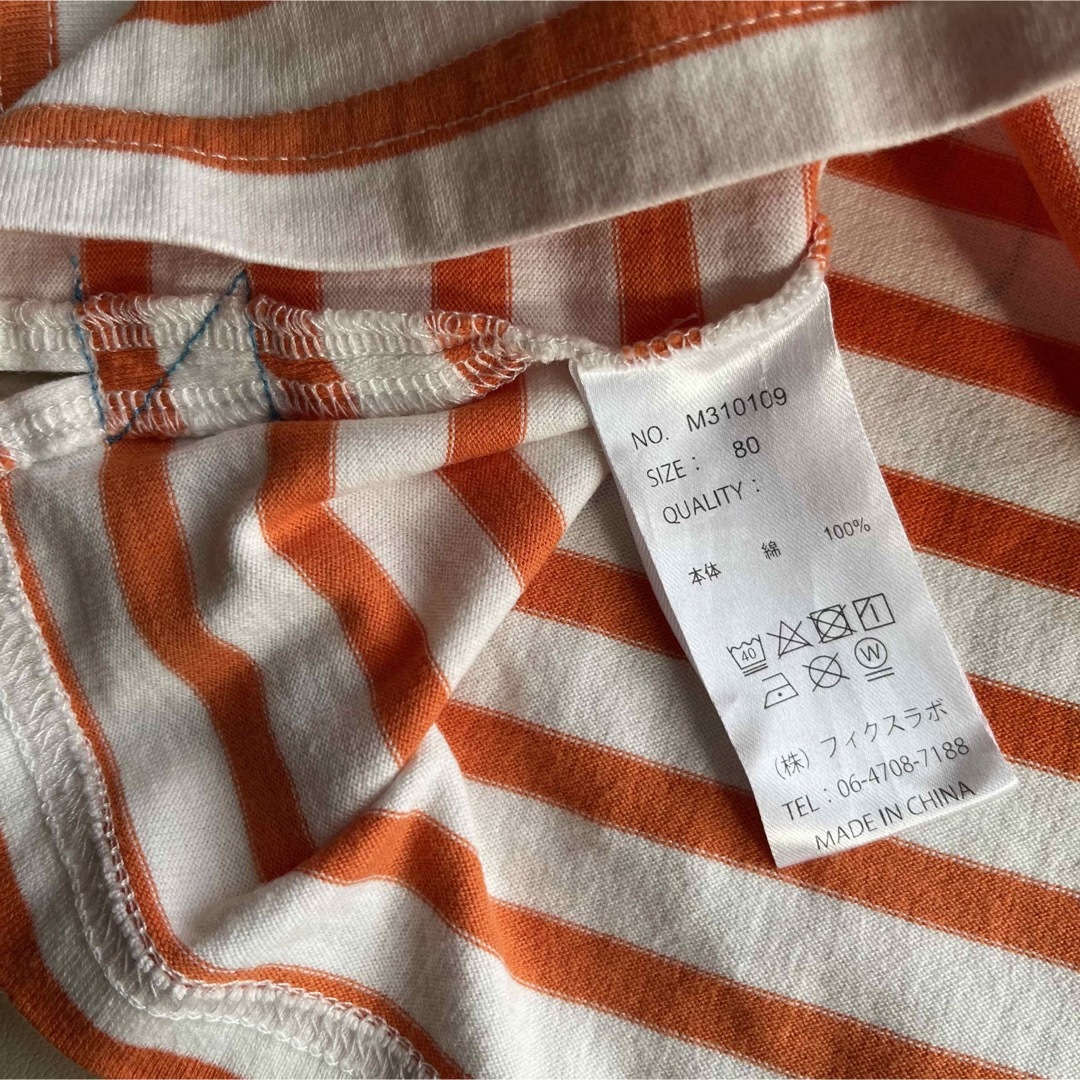 NO. M310109
SIZE : 80
QUALITY :
本体 綿 100%
40
W
(株) フィクスラボ
TEL : 06-4708-7188
MADE IN CHINA